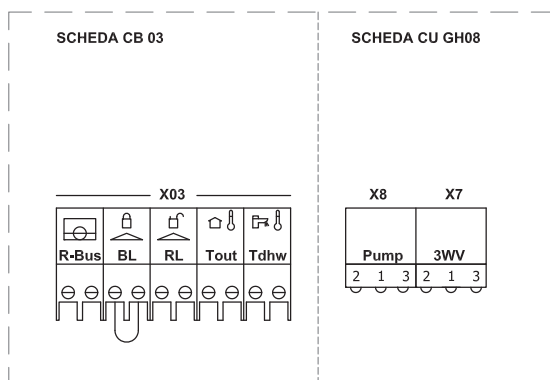 SCHEDA CB 03
SCHEDA CU GH08
X03
R-Bus BL RL Tout Tdhw
X8 X7
Pump 3WV
2 1 3 2 1 3